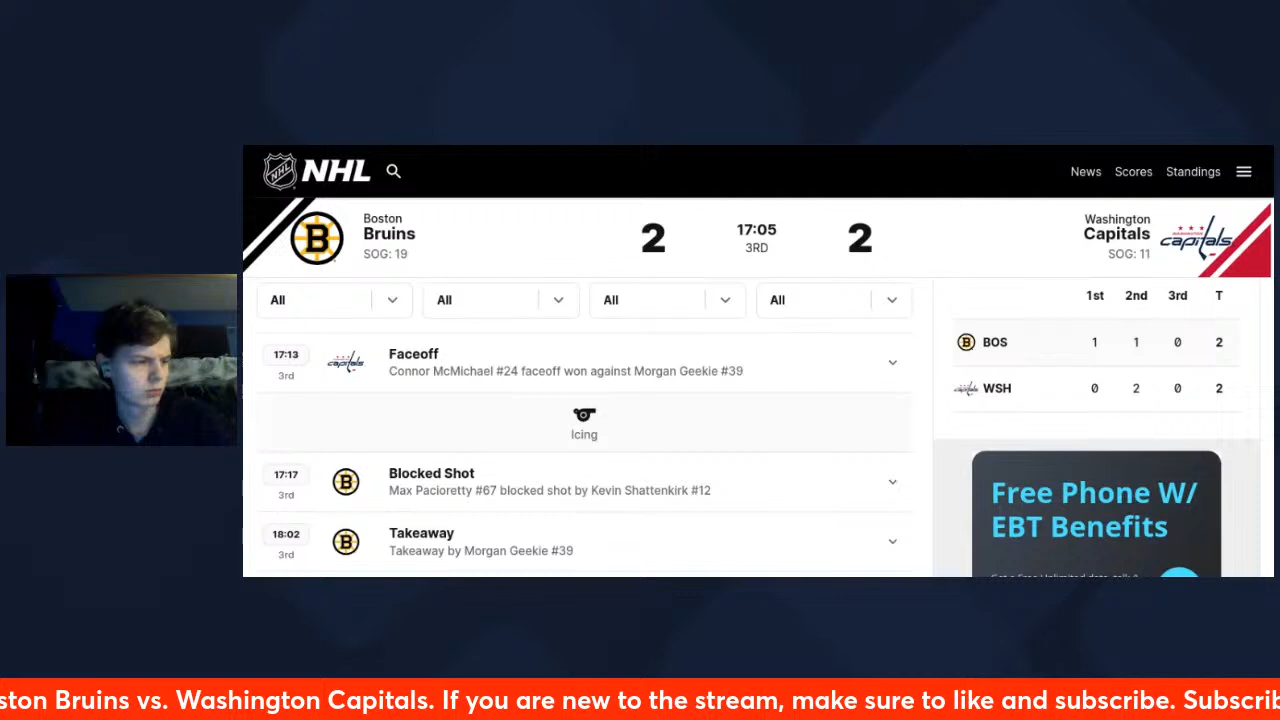 NHL
News Scores Standings
Boston
Bruins
SOG: 19
2
17:05
3RD
2
Washington
Capitals
SOG: 11
capitals
All All All All
1st 2nd 3rd T
BOS 1 1 0 2
WSH 0 2 0 2
17:13
3rd
Faceoff
Connor McMichael #24 faceoff won against Morgan Geekie #39
Icing
17:17
3rd
Blocked Shot
Max Pacioretty #67 blocked shot by Kevin Shattenkirk #12
18:02
3rd
Takeaway
Takeaway by Morgan Geekie #39
Free Phone W/
EBT Benefits
ston Bruins vs. Washington Capitals. If you are new to the stream, make sure to like and subscribe. Subscrib